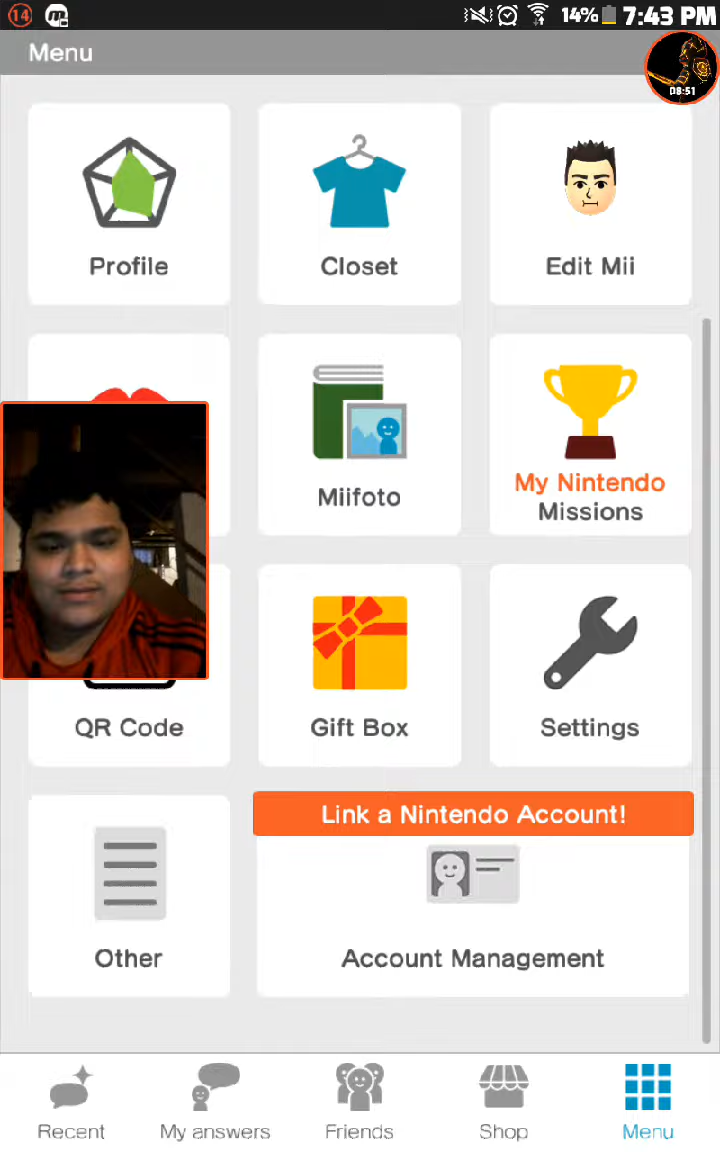 14
14%
7:43 PM
Menu
08:51
Profile
Closet
Edit Mii
Miifoto
My Nintendo
Missions
QR Code
Gift Box
Settings
Link a Nintendo Account!
Other
Account Management
Recent
My answers
Friends
Shop
Menu